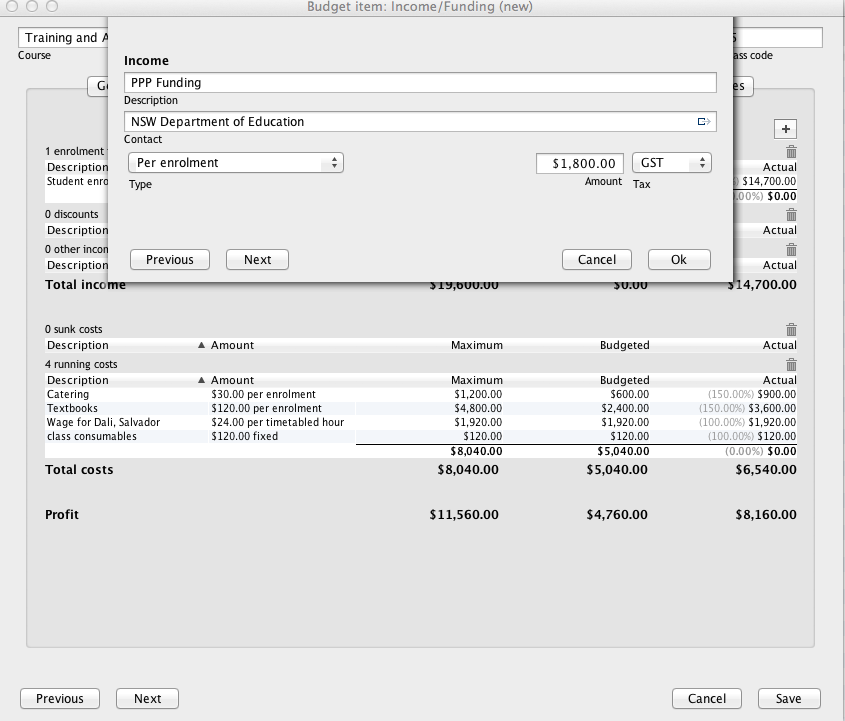 Budget item: Income/Funding (new)
Training and A
Course
ass code
Income
PPP Funding
Description
NSW Department of Education
Contact
Per enrolment $1,800.00 GST
Type Amount Tax
Previous Next Cancel Ok
+
1 enrolment
Description Actual
Student enro $14,700.00
.00%) $0.00
0 discounts
Description Actual
0 other incom
Description Actual
Total income $19,600.00 $0.00 $14,700.00
0 sunk costs
Description Amount Maximum Budgeted Actual
4 running costs
Description Amount Maximum Budgeted Actual
Catering $30.00 per enrolment $1,200.00 $600.00 (150.00%) $900.00
Textbooks $120.00 per enrolment $4,800.00 $2,400.00 (150.00%) $3,600.00
Wage for Dali, Salvador $24.00 per timetabled hour $1,920.00 $1,920.00 (100.00%) $1,920.00
class consumables $120.00 fixed $120.00 $120.00 (100.00%) $120.00
$8,040.00 $5,040.00 (0.00%) $0.00
Total costs $8,040.00 $5,040.00 $6,540.00
Profit $11,560.00 $4,760.00 $8,160.00
Previous Next Cancel Save